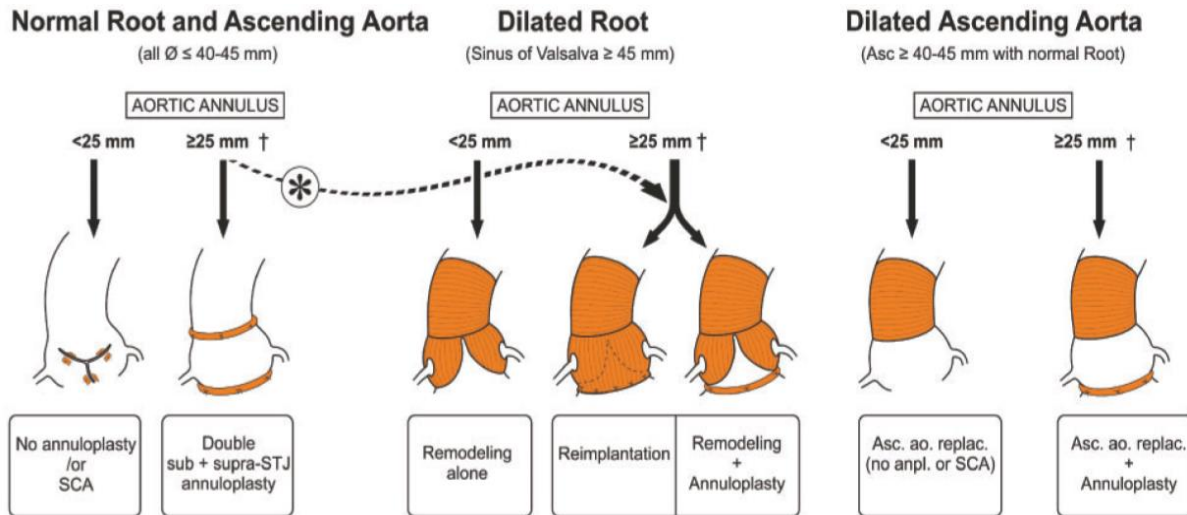 Normal Root and Ascending Aorta
(all Ø ≤ 40-45 mm)
AORTIC ANNULUS
<25 mm
≥25 mm †
*
No annuloplasty
/or
SCA
Double
sub + supra-STJ
annuloplasty
Dilated Root
(Sinus of Valsalva ≥ 45 mm)
AORTIC ANNULUS
<25 mm
≥25 mm †
Remodeling
alone
Reimplantation
Remodeling
+
Annuloplasty
Dilated Ascending Aorta
(Asc ≥ 40-45 mm with normal Root)
AORTIC ANNULUS
<25 mm
≥25 mm †
Asc. ao. replac.
(no anpl. or SCA)
Asc. ao. replac.
+
Annuloplasty